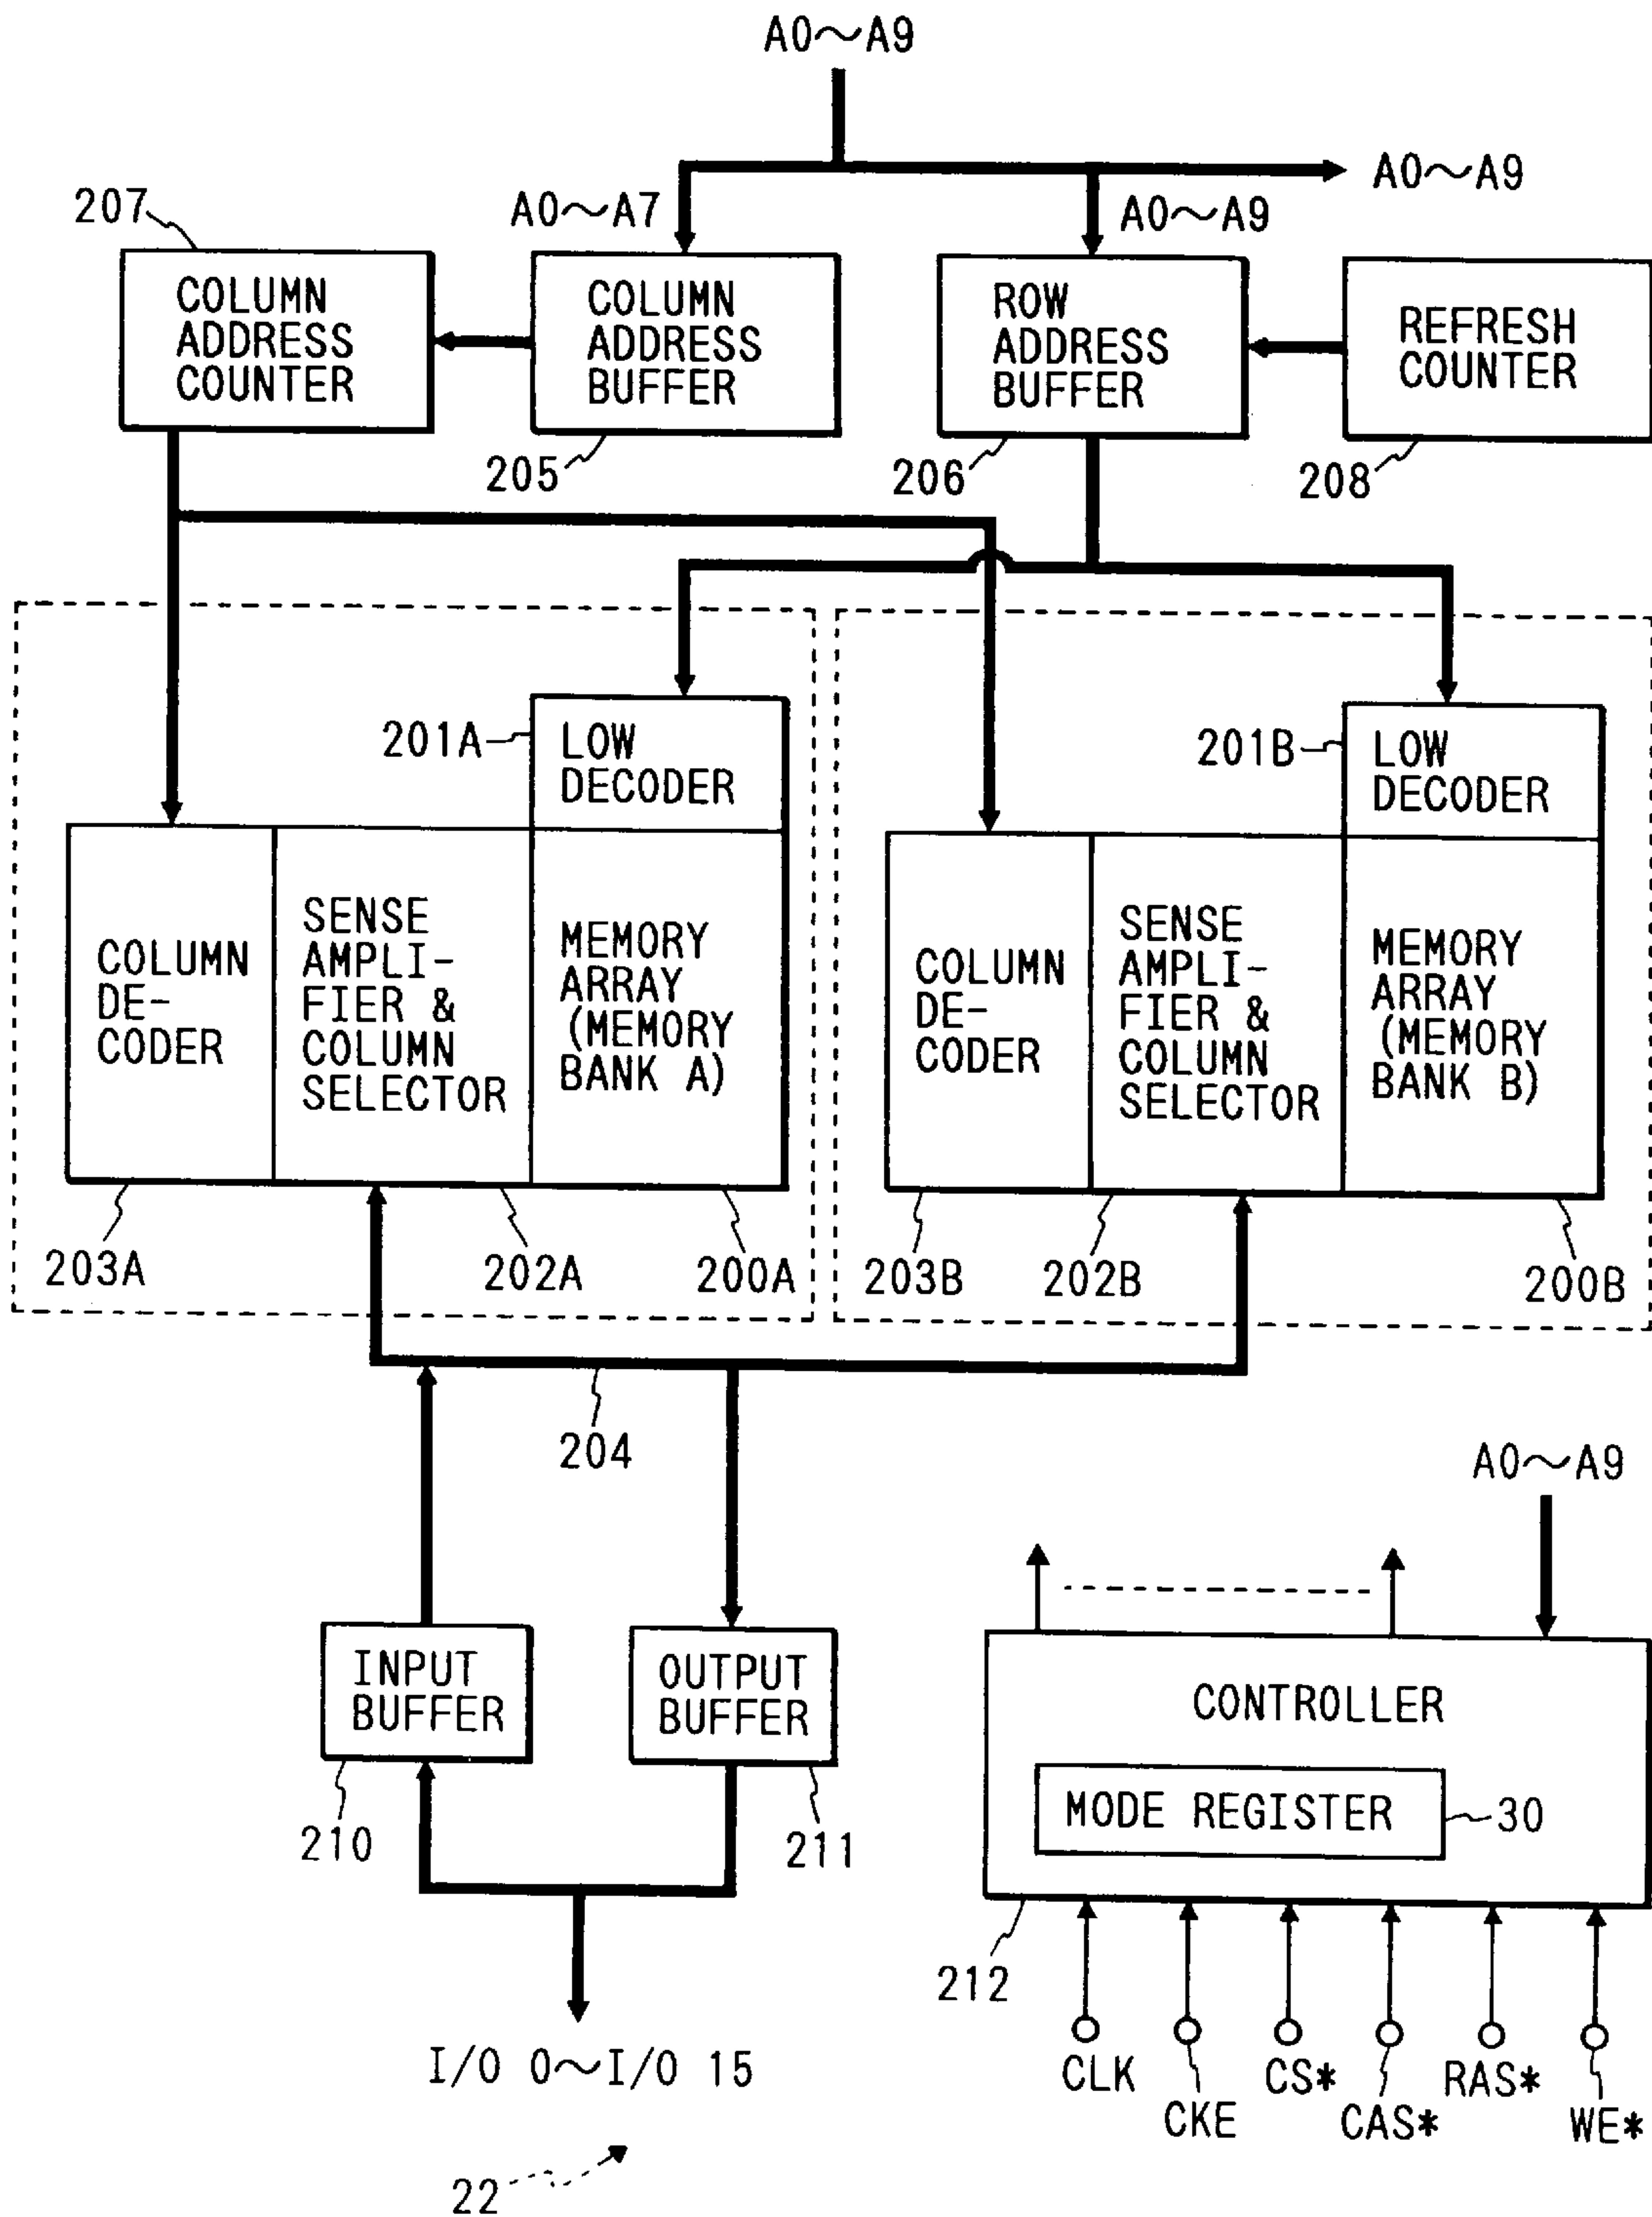 A0～A9
A0～A9
A0～A7
A0～A9
207
COLUMN
ADDRESS
COUNTER
COLUMN
ADDRESS
BUFFER
ROW
ADDRESS
BUFFER
REFRESH
COUNTER
205
206
208
201A
LOW
DECODER
201B
LOW
DECODER
COLUMN
DE-
CODER
SENSE
AMPLI-
FIER &
COLUMN
SELECTOR
MEMORY
ARRAY
(MEMORY
BANK A)
COLUMN
DE-
CODER
SENSE
AMPLI-
FIER &
COLUMN
SELECTOR
MEMORY
ARRAY
(MEMORY
BANK B)
203A
202A
200A
203B
202B
200B
204
A0～A9
INPUT
BUFFER
OUTPUT
BUFFER
CONTROLLER
MODE REGISTER
30
210
211
212
I/O 0～I/O 15
CLK
CKE
CS*
CAS*
RAS*
WE*
22